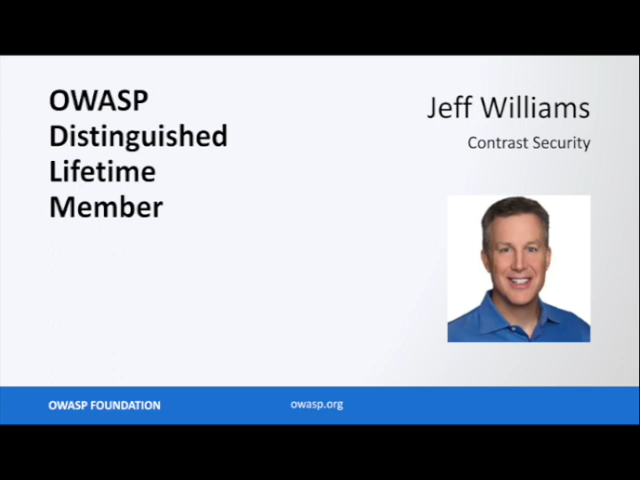 OWASP
Distinguished
Lifetime
Member
Jeff Williams
Contrast Security
OWASP FOUNDATION
owasp.org